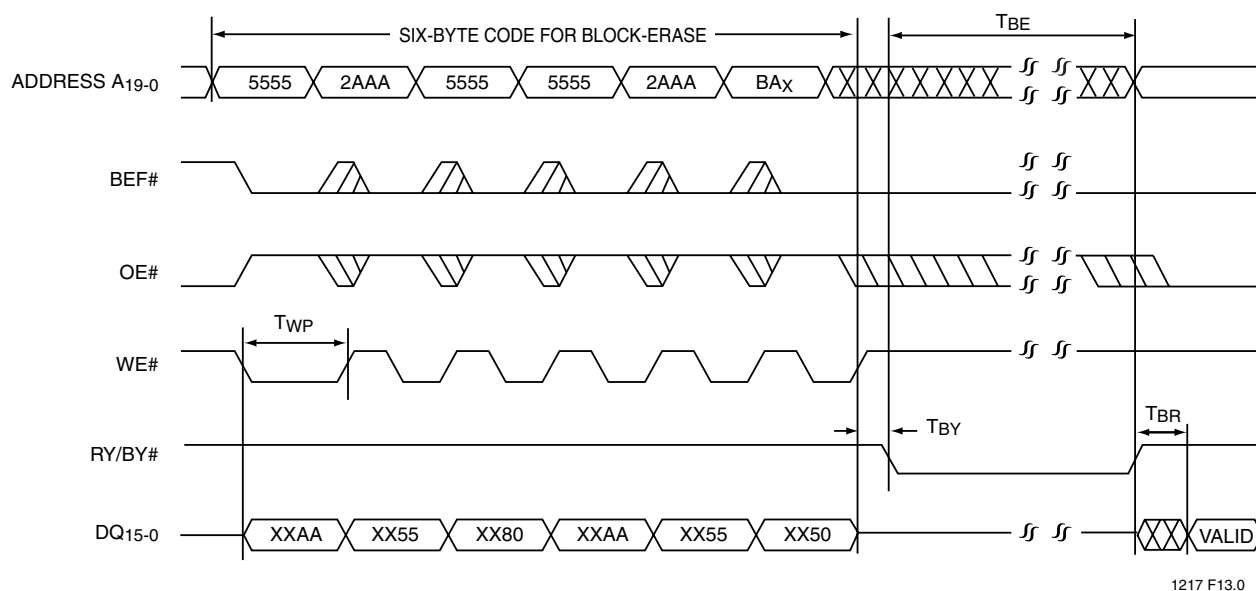 TBE
SIX-BYTE CODE FOR BLOCK-ERASE
ADDRESS A19-0 5555 2AAA 5555 5555 2AAA BAX
BEF#
OE#
TWP
WE#
TBY
TBR
RY/BY#
DQ15-0 XXAA XX55 XX80 XXAA XX55 XX50 VALID
1217 F13.0